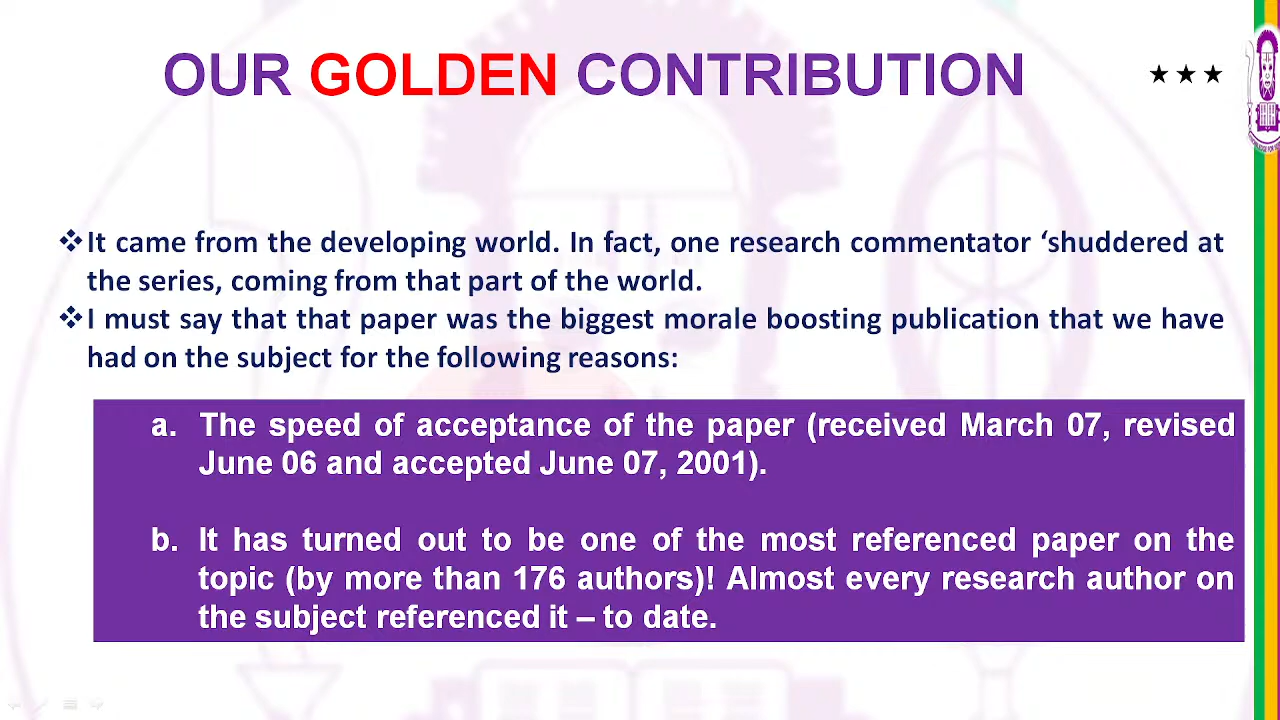 OUR GOLDEN CONTRIBUTION
★ ★ ★
❖It came from the developing world. In fact, one research commentator ‘shuddered at
the series, coming from that part of the world.
❖I must say that that paper was the biggest morale boosting publication that we have
had on the subject for the following reasons:
a. The speed of acceptance of the paper (received March 07, revised
June 06 and accepted June 07, 2001).
b. It has turned out to be one of the most referenced paper on the
topic (by more than 176 authors)! Almost every research author on
the subject referenced it – to date.